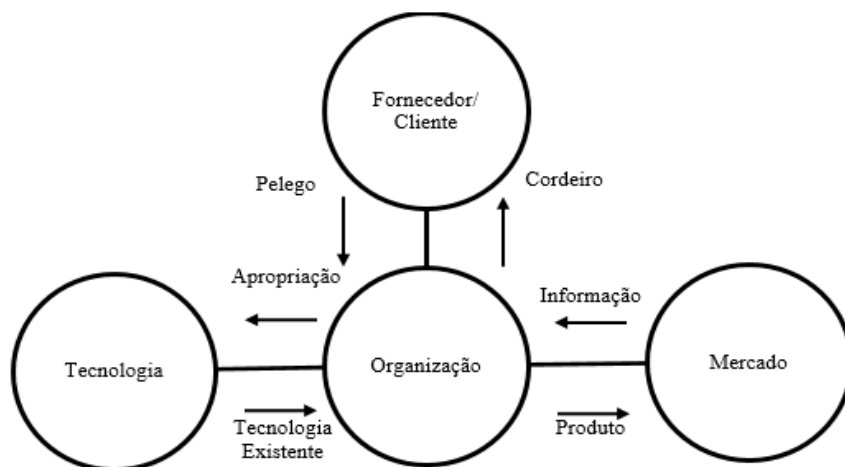 Fornecedor/
Cliente
Pelego
Cordeiro
Apropriação
Informação
Tecnologia
Organização
Mercado
Tecnologia
Existente
Produto